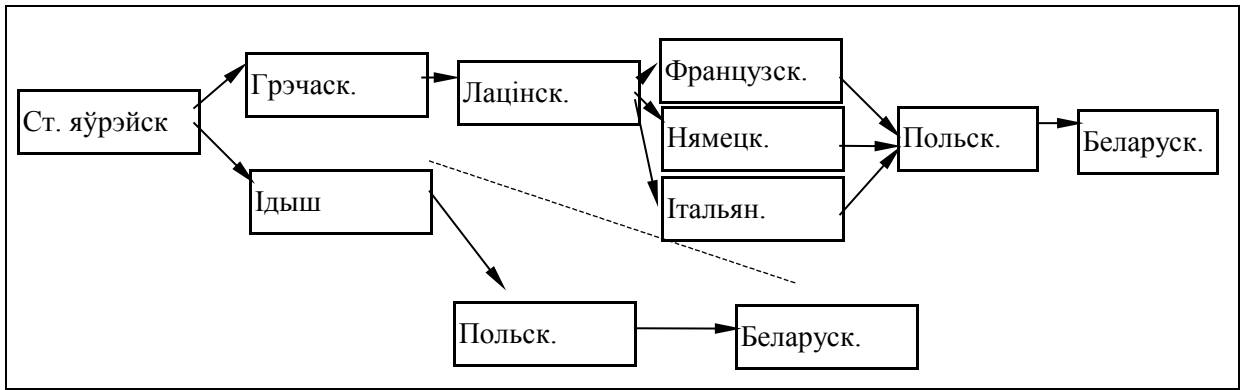 Ст. яўрэйск
Грэчаск.
Лацінск.
Французск.
Нямецк.
Італьян.
Польск.
Беларуск.
Ідыш
Польск.
Беларуск.